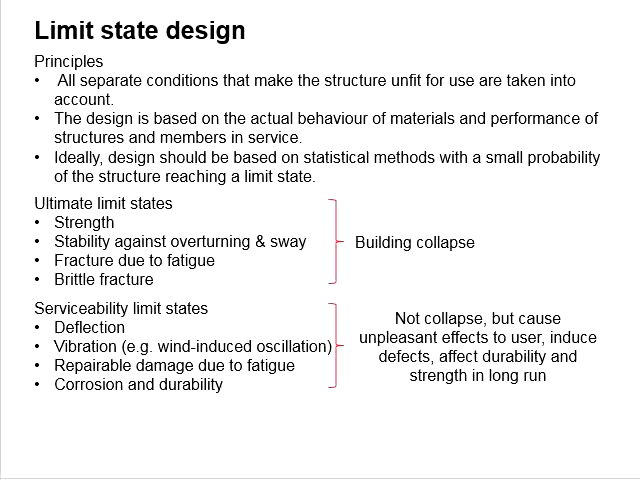 Limit state design
Principles
• All separate conditions that make the structure unfit for use are taken into
account.
• The design is based on the actual behaviour of materials and performance of
structures and members in service.
• Ideally, design should be based on statistical methods with a small probability
of the structure reaching a limit state.
Ultimate limit states
• Strength
• Stability against overturning & sway
• Fracture due to fatigue
• Brittle fracture
Building collapse
Serviceability limit states
• Deflection
• Vibration (e.g. wind-induced oscillation)
• Repairable damage due to fatigue
• Corrosion and durability
Not collapse, but cause
unpleasant effects to user, induce
defects, affect durability and
strength in long run